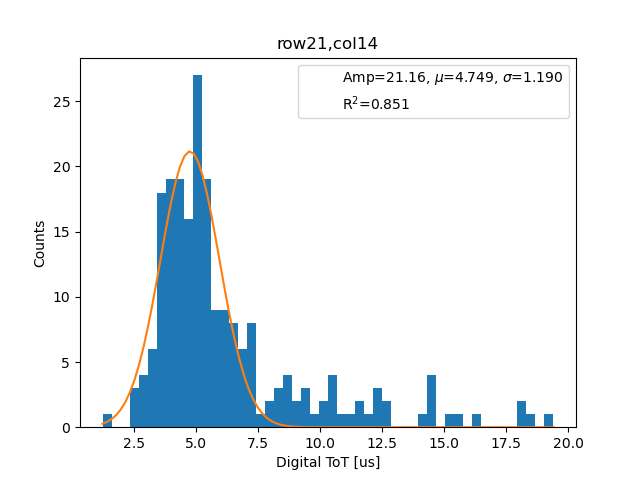 row21,col14
Amp=21.16, μ=4.749, σ=1.190
R²=0.851
Counts
25
20
15
10
5
0
2.5 5.0 7.5 10.0 12.5 15.0 17.5 20.0
Digital ToT [us]